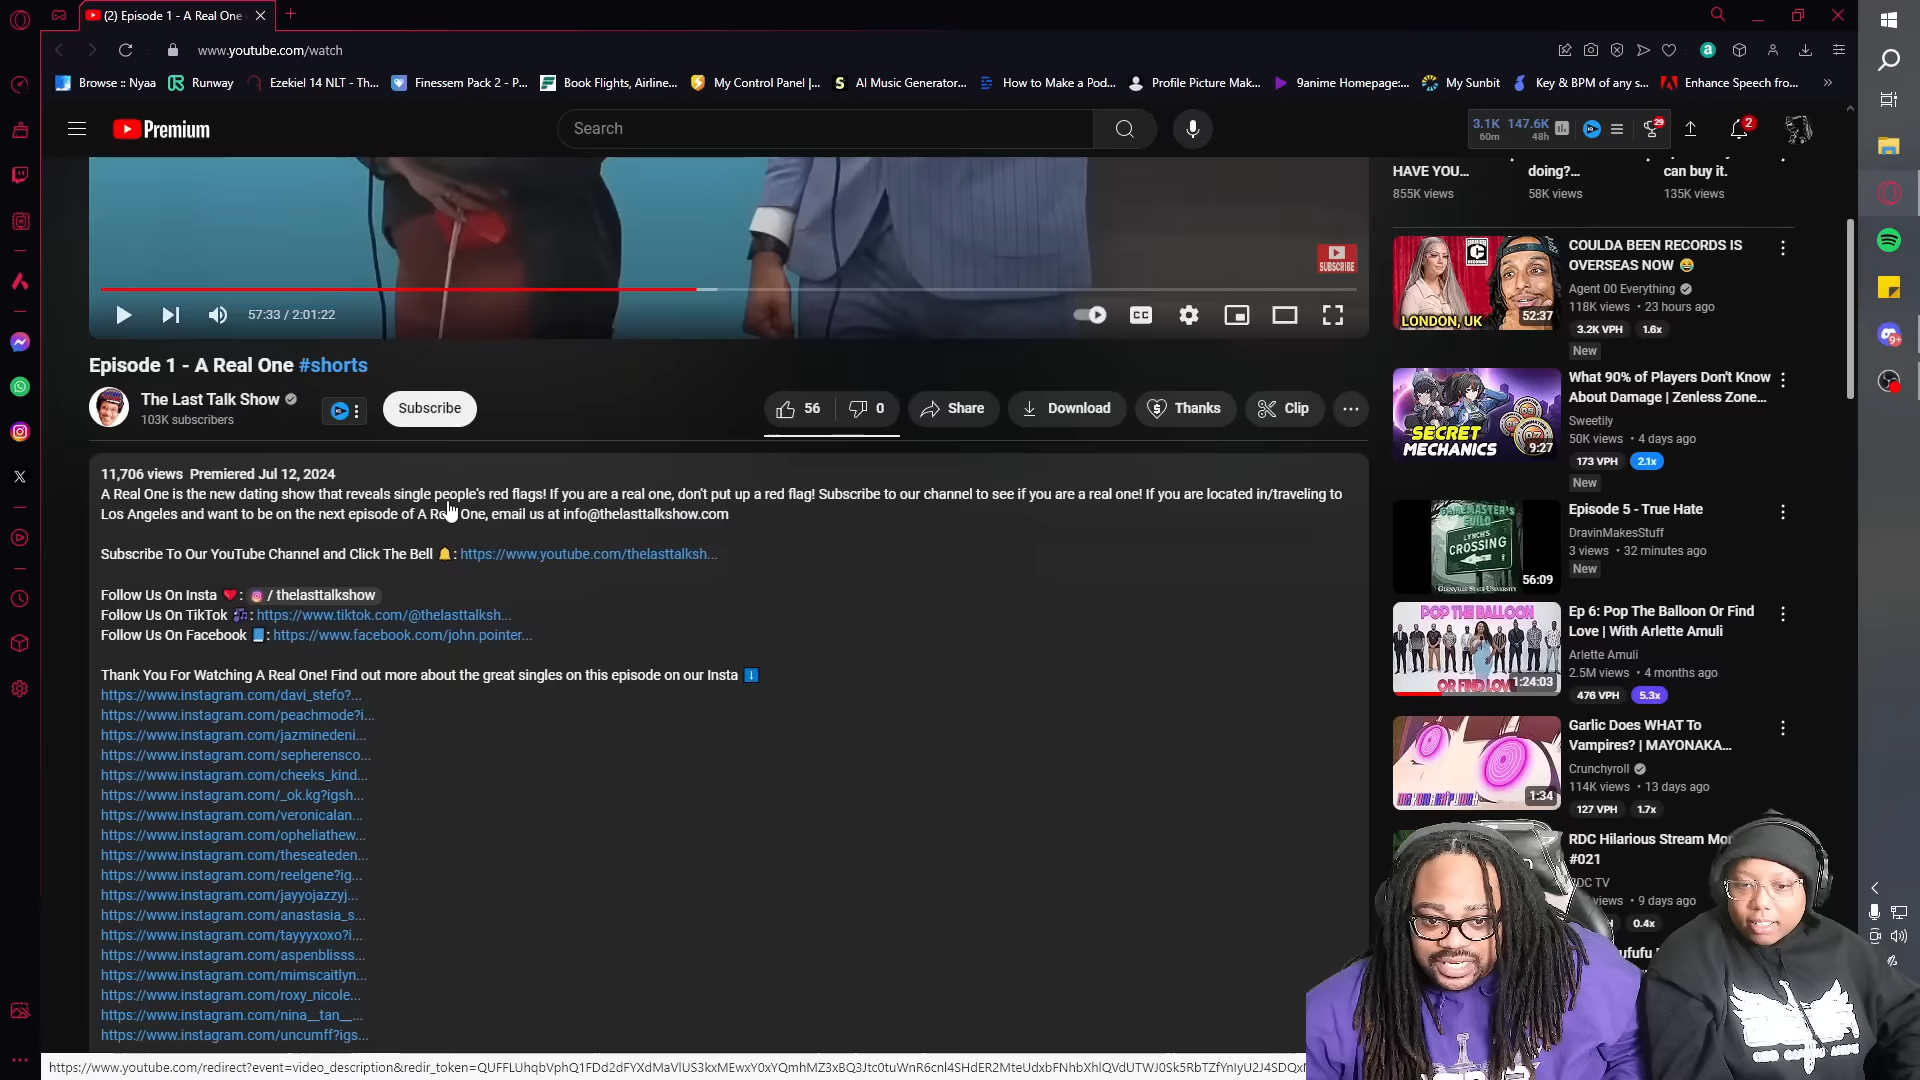 (2) Episode 1 - A Real One
www.youtube.com/watch
Browse :: Nyaa
Runway
Ezekiel 14 NLT - Th...
Finessem Pack 2 - P...
Book Flights, Airline...
My Control Panel |...
AI Music Generator...
How to Make a Pod...
Profile Picture Mak...
9anime Homepage:...
My Sunbit
Key & BPM of any s...
Enhance Speech fro...
Premium
Search
3.1K 147.6K
60m 48h
29
2
HAVE YOU...
855K views
doing?...
58K views
can buy it.
135K views
SUBSCRIBE
57:33 / 2:01:22
CC
Episode 1 - A Real One #shorts
The Last Talk Show
103K subscribers
Subscribe
56
0
Share
Download
Thanks
Clip
11,706 views Premiered Jul 12, 2024
A Real One is the new dating show that reveals single people's red flags! If you are a real one, don't put up a red flag! Subscribe to our channel to see if you are a real one! If you are located in/traveling to
Los Angeles and want to be on the next episode of A Real One, email us at info@thelasttalkshow.com
Subscribe To Our YouTube Channel and Click The Bell 🔔: https://www.youtube.com/thelasttalksh...
Follow Us On Insta ❤️: / thelasttalkshow
Follow Us On TikTok 🎶: https://www.tiktok.com/@thelasttalksh...
Follow Us On Facebook 📘: https://www.facebook.com/john.pointer...
Thank You For Watching A Real One! Find out more about the great singles on this episode on our Insta ⬇️
https://www.instagram.com/davi_stefo?...
https://www.instagram.com/peachmode?i...
https://www.instagram.com/jazminedeni...
https://www.instagram.com/sepherensco...
https://www.instagram.com/cheeks_kind...
https://www.instagram.com/_ok.kg?igsh...
https://www.instagram.com/veronicalan...
https://www.instagram.com/opheliathew...
https://www.instagram.com/theseateden...
https://www.instagram.com/reelgene?ig...
https://www.instagram.com/jayyojazzyj...
https://www.instagram.com/anastasia_s...
https://www.instagram.com/tayyyxoxo?i...
https://www.instagram.com/aspenblisss...
https://www.instagram.com/mimscaitlyn...
https://www.instagram.com/roxy_nicole...
https://www.instagram.com/nina__tan__...
https://www.instagram.com/uncumff?igs...
LONDON, UK
52:37
COULDA BEEN RECORDS IS
OVERSEAS NOW 😂
Agent 00 Everything
118K views • 23 hours ago
3.2K VPH 1.6x
New
SECRET
MECHANICS
9:27
What 90% of Players Don't Know
About Damage | Zenless Zone...
Sweetily
50K views • 4 days ago
173 VPH 2.1x
New
GAMEMASTER'S
GUILD
LYNCH'S
CROSSING
GLENVILLE STATE UNIVERSITY
56:09
Episode 5 - True Hate
DravinMakesStuff
3 views • 32 minutes ago
New
POP THE BALLOON
OR FIND LOVE
1:24:03
Ep 6: Pop The Balloon Or Find
Love | With Arlette Amuli
Arlette Amuli
2.5M views • 4 months ago
476 VPH 5.3x
1:34
Garlic Does WHAT To
Vampires? | MAYONAKA...
Crunchyroll
114K views • 13 days ago
127 VPH 1.7x
RDC Hilarious Stream Mo
#021
RDC TV
views • 9 days ago
0.4x
9+